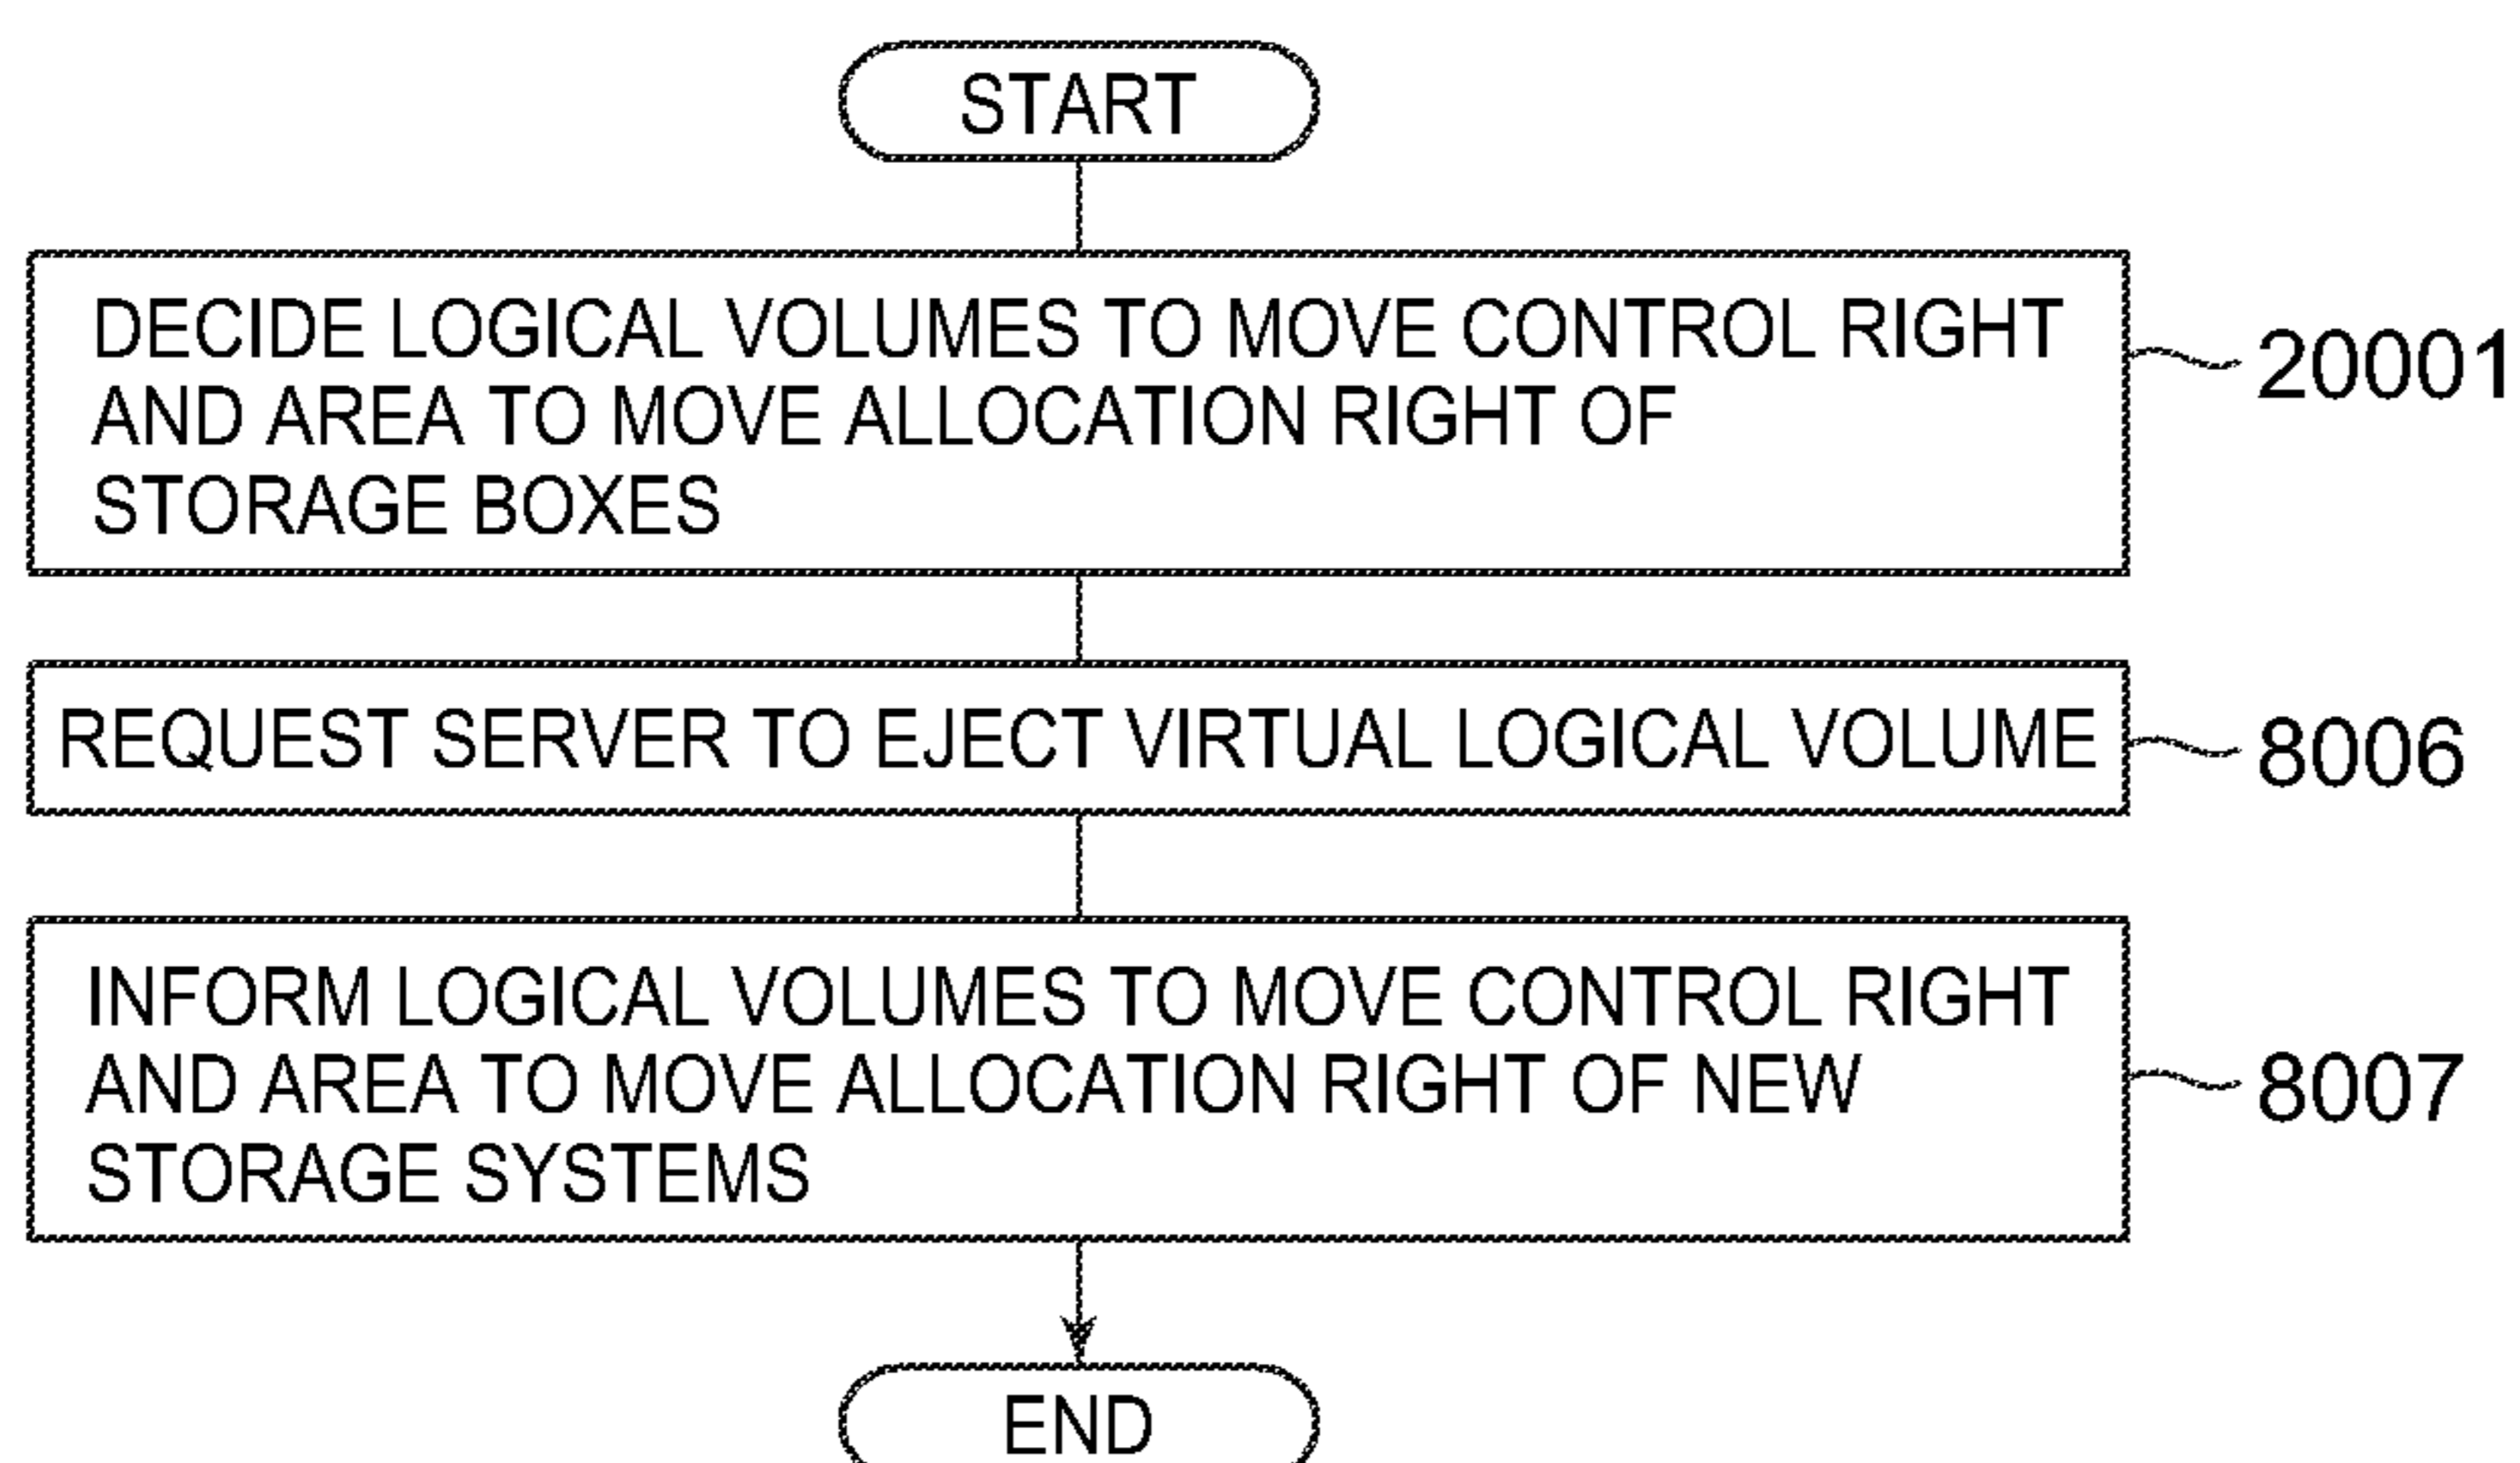 START
DECIDE LOGICAL VOLUMES TO MOVE CONTROL RIGHT
AND AREA TO MOVE ALLOCATION RIGHT OF
STORAGE BOXES
20001
REQUEST SERVER TO EJECT VIRTUAL LOGICAL VOLUME
8006
INFORM LOGICAL VOLUMES TO MOVE CONTROL RIGHT
AND AREA TO MOVE ALLOCATION RIGHT OF NEW
STORAGE SYSTEMS
8007
END